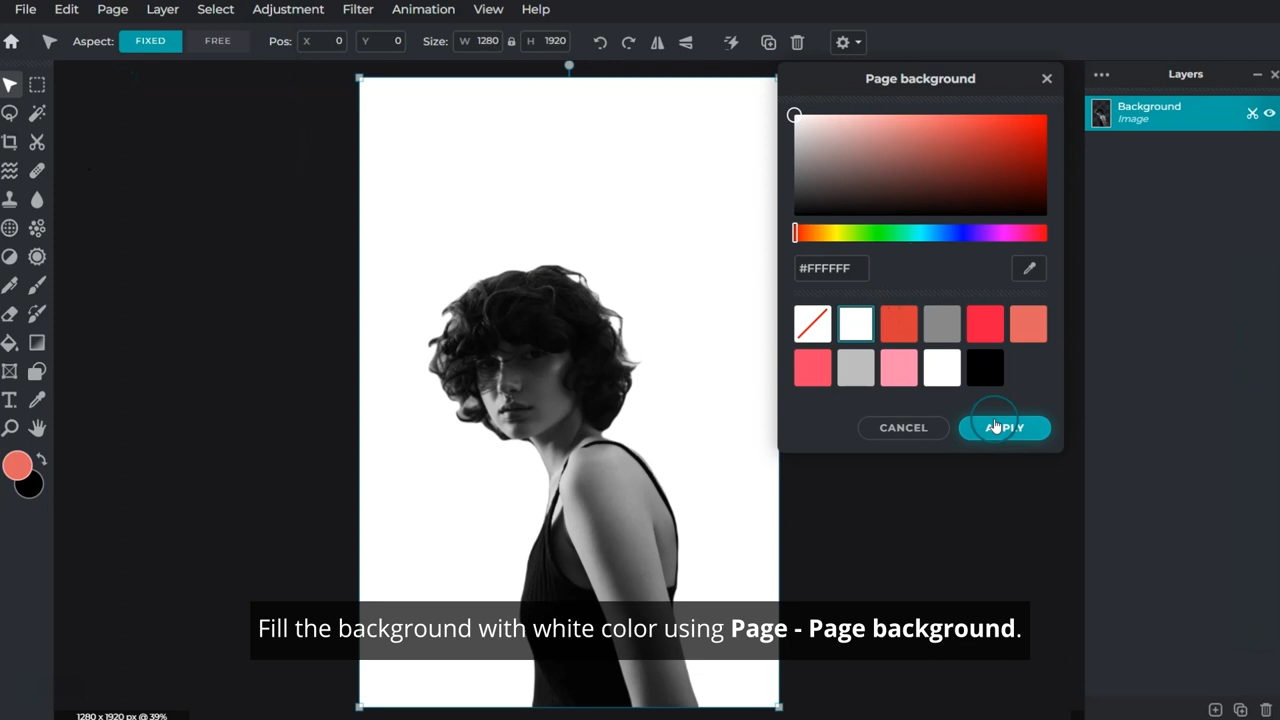 File Edit Page Layer Select Adjustment Filter Animation View Help
Aspect: FIXED FREE Pos: X 0 Y 0 Size: W 1280 H 1920
Page background
Layers
Background
Image
#FFFFFF
CANCEL APPLY
Fill the background with white color using Page - Page background.
1280 x 1920 px @ 39%